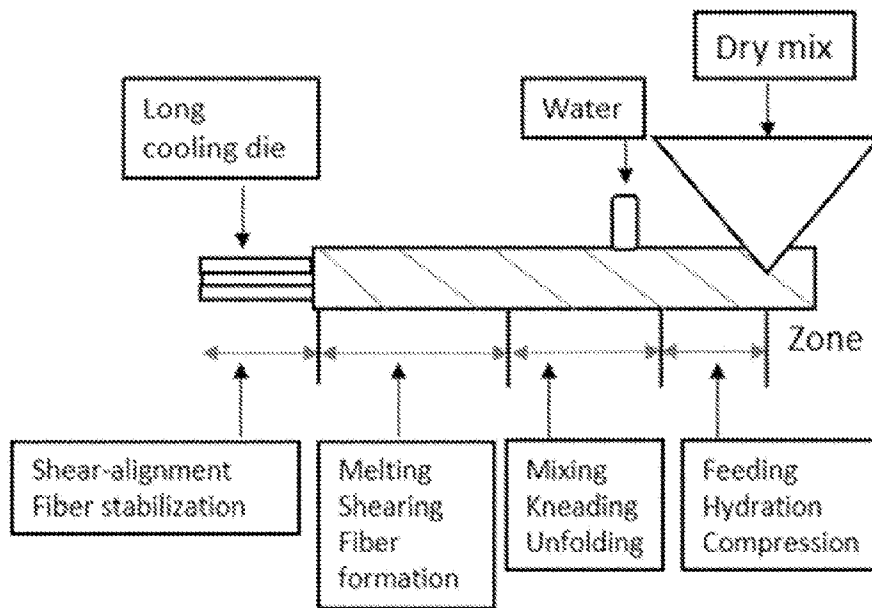 Dry mix
Long
cooling die
Water
Zone
Shear-alignment
Fiber stabilization
Melting
Shearing
Fiber
formation
Mixing
Kneading
Unfolding
Feeding
Hydration
Compression